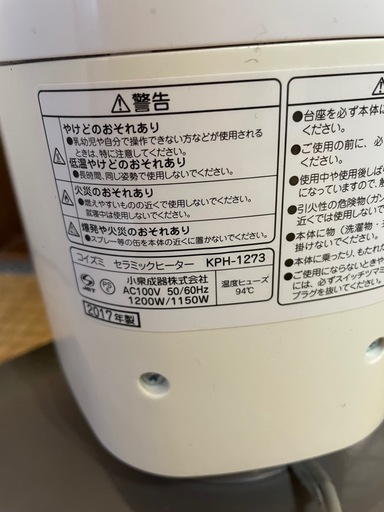 ⚠警告
やけどのおそれあり
●乳幼児や自分で操作できない方などが使用される
ときは、特に注意してください。
低温やけどのおそれあり
●長時間、同じ姿勢で使用しないでください。
火災のおそれあり
●燃えやすいものの近くで使用しないでください。
就寝中は使用しないでください。
爆発や火災のおそれあり
●スプレー等の缶を本体の近くに置かないでください。
コイズミ セラミックヒーター KPH-1273
PS
E
小泉成器株式会社
AC100V 50/60Hz
1200W/1150W
温度ヒューズ
94℃
2017年製
●台座を必ず本体に
ください。
●ご使用の前に、
ください。
●使用中や使用後し
になっていますので、触
●引火性の危険物(ガン
近くでは使用しない
●本体に物(洗濯物・
掛けないでください
●本体に乗ったり、もたれ
●ご使用にならないときや
には、必ずスイッチツマミ
プラグを抜いてください。